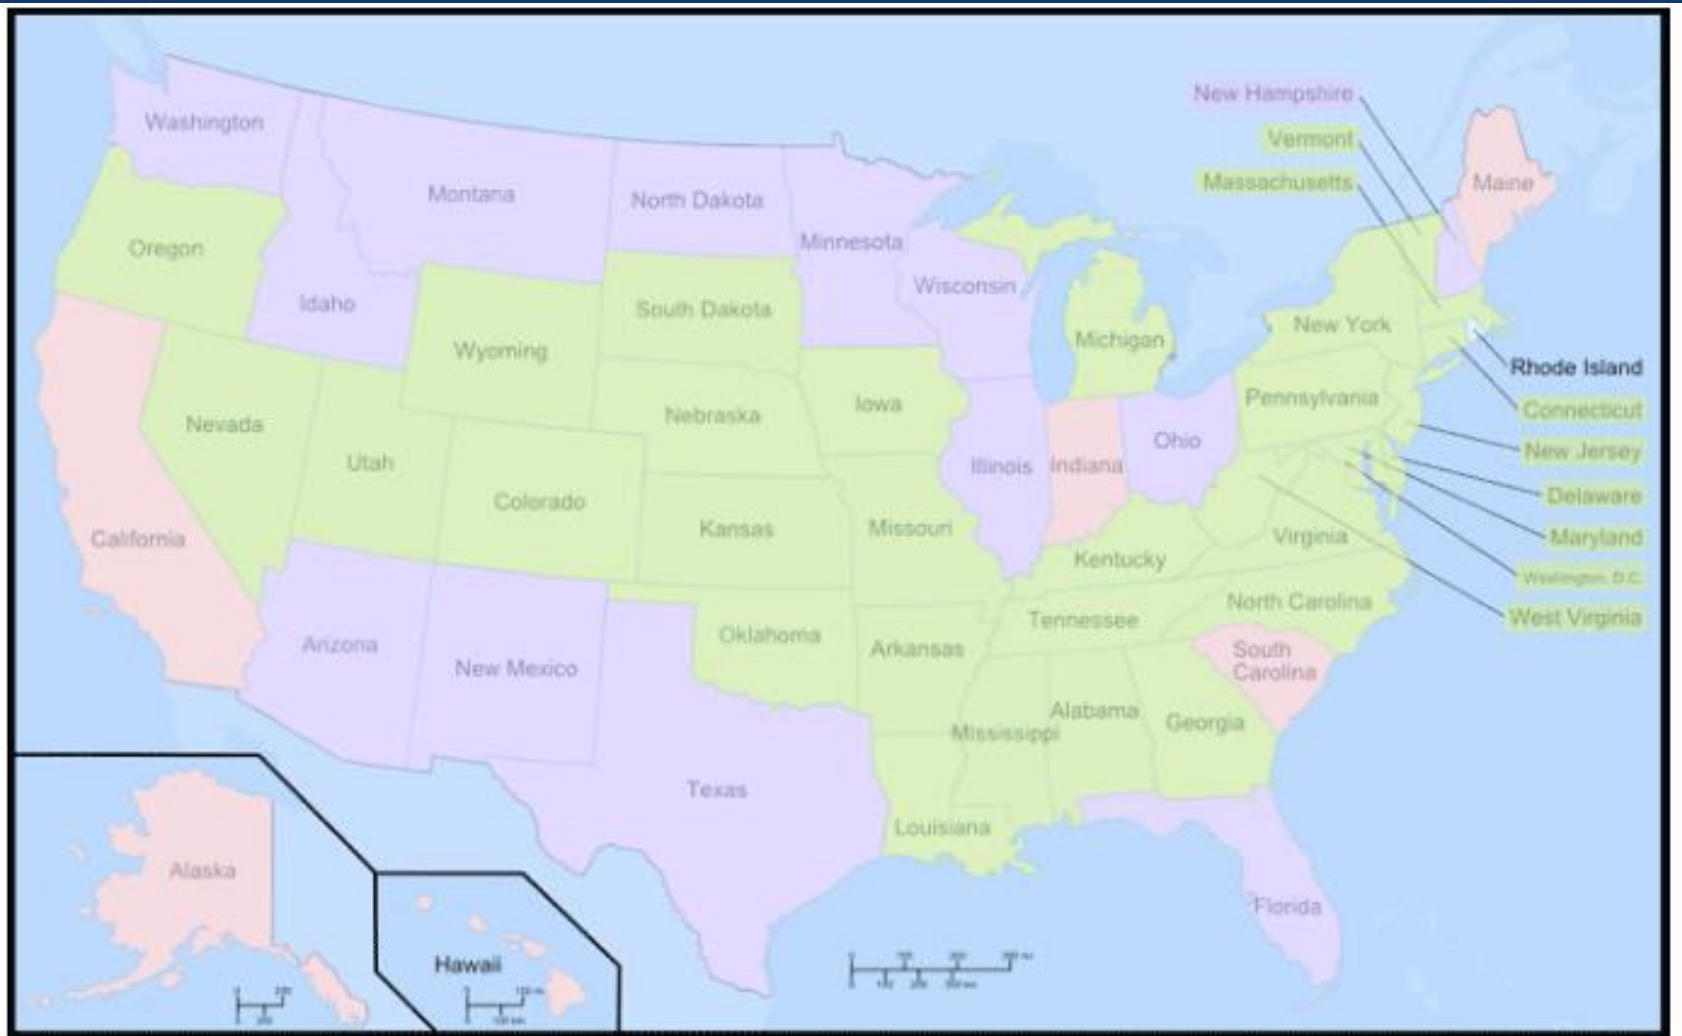 New Hampshire
Washington
Vermont
Massachusetts
Maine
Montana
North Dakota
Minnesota
Oregon
Wisconsin
Idaho
South Dakota
New York
Michigan
Wyoming
Rhode Island
Pennsylvania
Iowa
Nebraska
Connecticut
Nevada
Ohio
New Jersey
Utah
Illinois
Indiana
Colorado
Delaware
Missouri
Kansas
Virginia
Maryland
California
Kentucky
Washington, D.C.
North Carolina
West Virginia
Tennessee
Oklahoma
Arizona
Arkansas
South
Carolina
New Mexico
Alabama
Georgia
Mississippi
Texas
Louisiana
Alaska
Florida
Hawaii